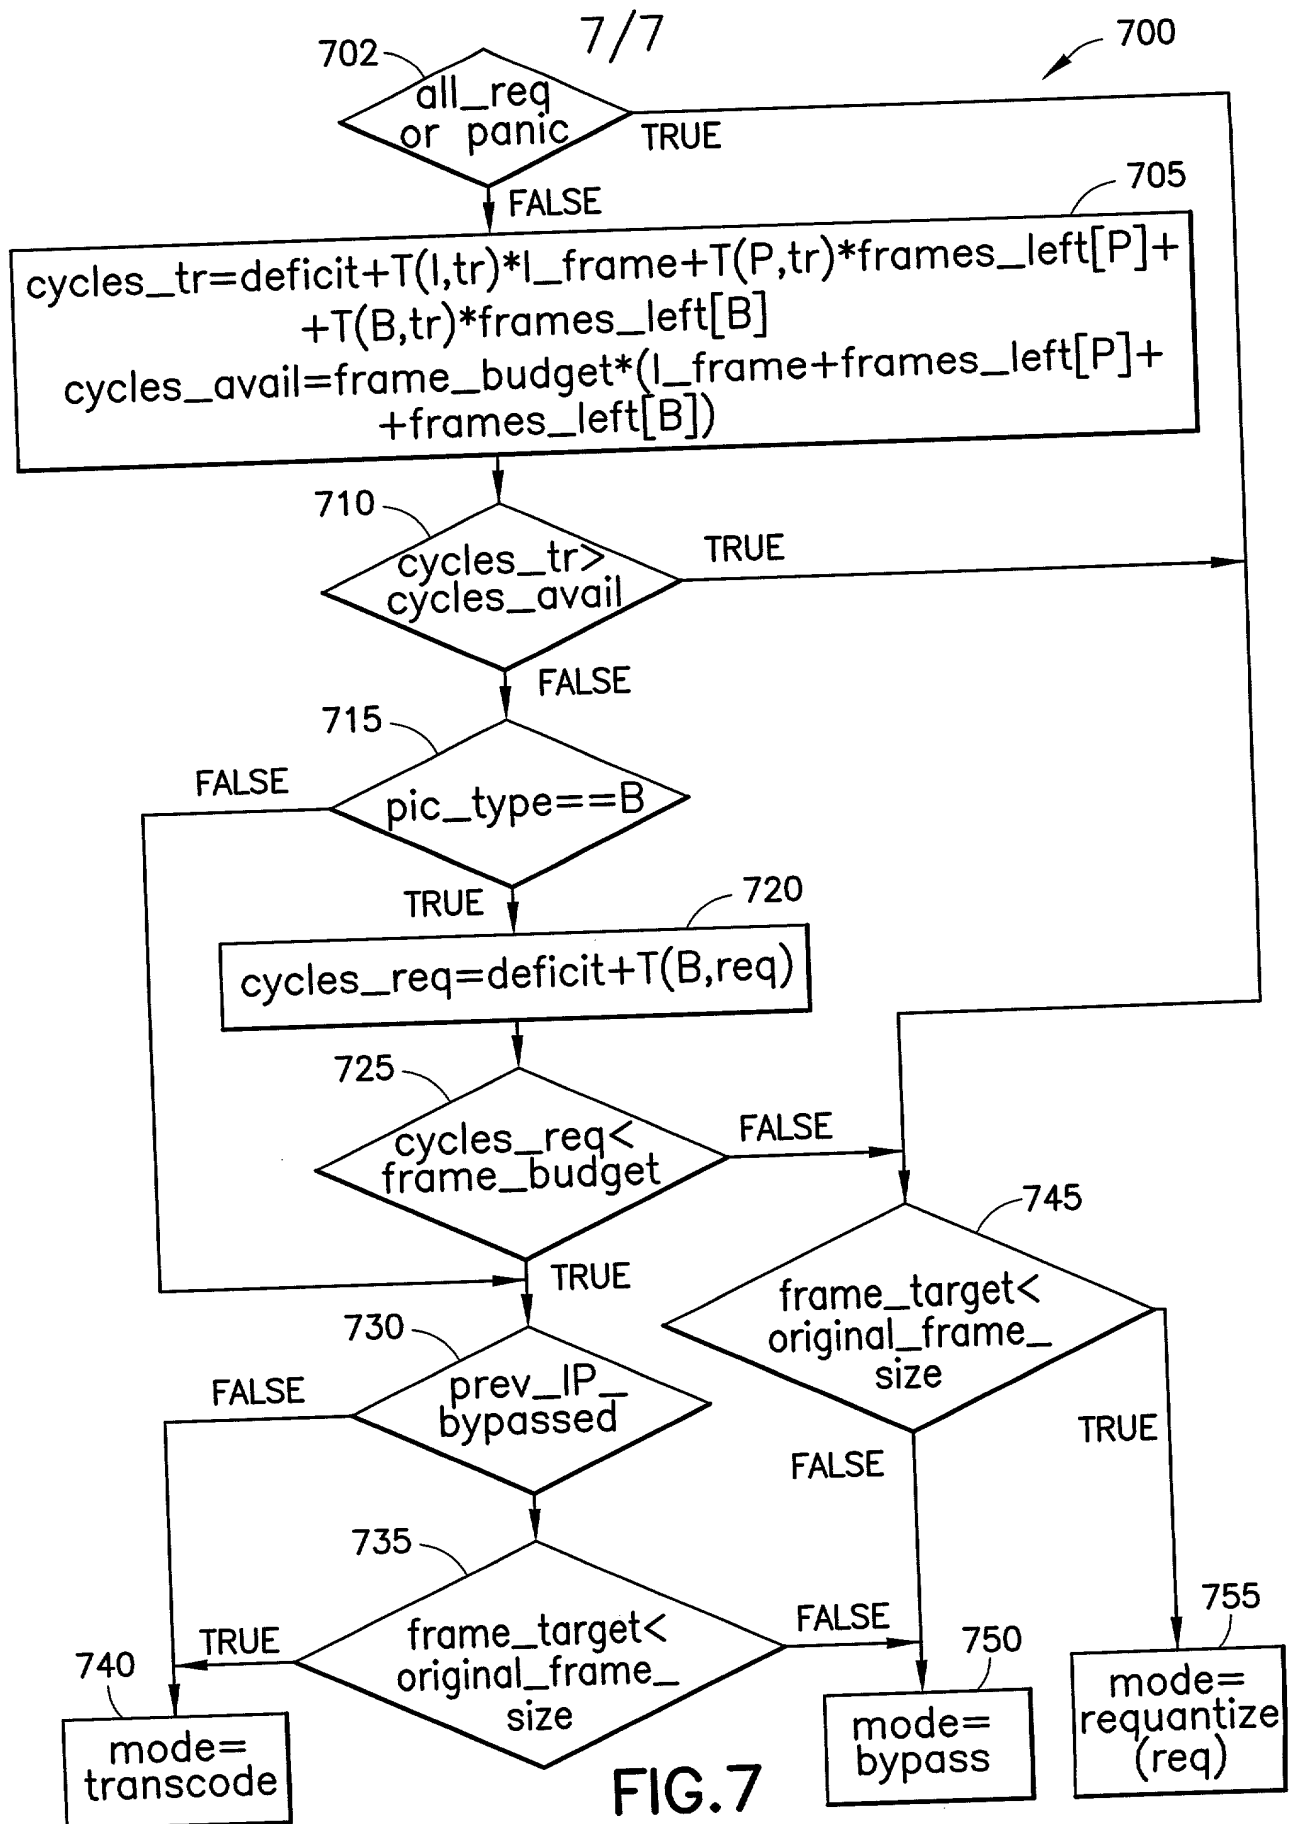 7/7
702
700
all_req
or panic
TRUE
FALSE
705
cycles_tr=deficit+T(I,tr)*I_frame+T(P,tr)*frames_left[P]+
+T(B,tr)*frames_left[B]
cycles_avail=frame_budget*(I_frame+frames_left[P]+
+frames_left[B])
710
cycles_tr>
cycles_avail
TRUE
FALSE
715
FALSE
pic_type==B
TRUE
720
cycles_req=deficit+T(B,req)
725
cycles_req<
frame_budget
FALSE
TRUE
745
frame_target<
original_frame_
size
730
FALSE
prev_IP_
bypassed
TRUE
FALSE
735
frame_target<
original_frame_
size
TRUE
FALSE
740
mode=
transcode
750
mode=
bypass
755
mode=
requantize
(req)
FIG.7